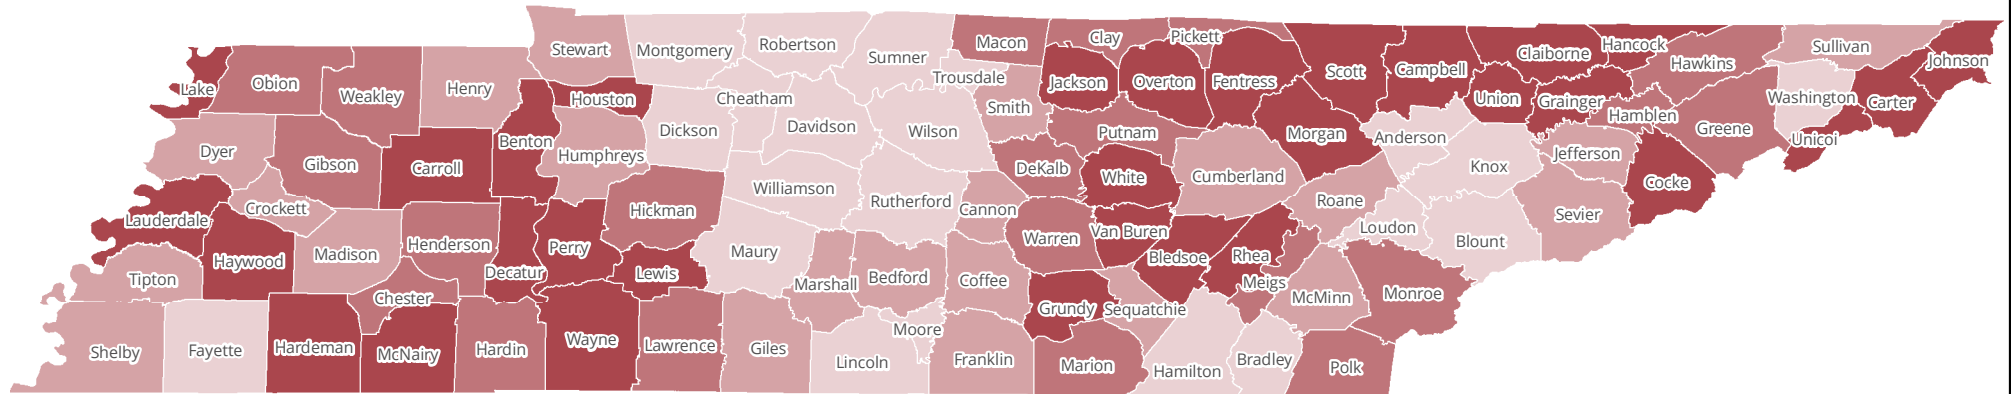 Stewart
Montgomery
Robertson
Sumner
Macon
Clay
Pickett
Scott
Campbell
Claiborne
Hancock
Hawkins
Sullivan
Johnson
Lake
Obion
Weakley
Henry
Houston
Cheatham
Trousdale
Smith
Jackson
Overton
Fentress
Union
Grainger
Hamblen
Washington
Carter
Dyer
Gibson
Carroll
Benton
Humphreys
Dickson
Davidson
Wilson
DeKalb
Putnam
White
Cumberland
Morgan
Anderson
Knox
Jefferson
Greene
Unicoi
Cocke
Lauderdale
Crockett
Haywood
Madison
Henderson
Decatur
Perry
Hickman
Lewis
Williamson
Maury
Rutherford
Cannon
Warren
Van Buren
Bledsoe
Rhea
Roane
Loudon
Blount
Sevier
Tipton
Chester
Marshall
Bedford
Coffee
Grundy
Sequatchie
Meigs
McMinn
Monroe
Shelby
Fayette
Hardeman
McNairy
Hardin
Wayne
Lawrence
Giles
Lincoln
Moore
Franklin
Marion
Hamilton
Bradley
Polk